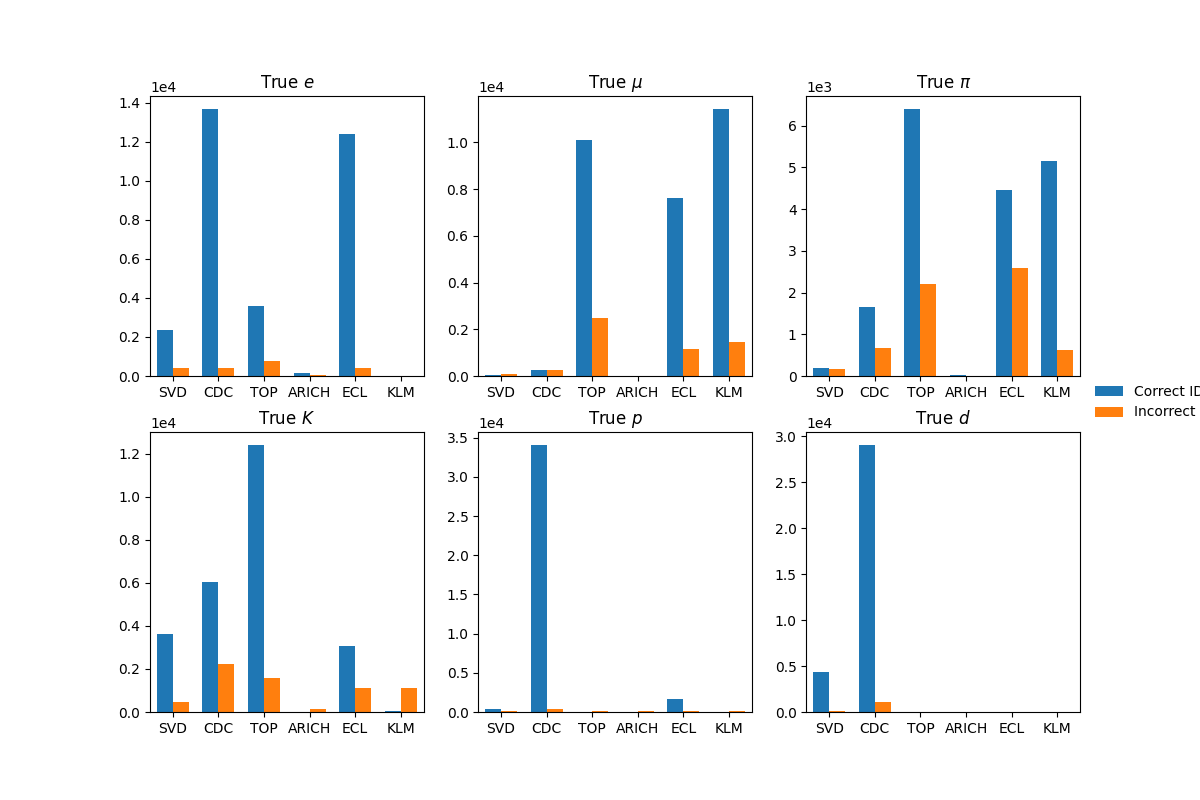 True e
1e4
1.4
1.2
1.0
0.8
0.6
0.4
0.2
0.0
SVD CDC TOP ARICH ECL KLM
True μ
1e4
1.0
0.8
0.6
0.4
0.2
0.0
SVD CDC TOP ARICH ECL KLM
True π
1e3
6
5
4
3
2
1
0
SVD CDC TOP ARICH ECL KLM
Correct ID
Incorrect
True K
1e4
1.2
1.0
0.8
0.6
0.4
0.2
0.0
SVD CDC TOP ARICH ECL KLM
True p
1e4
3.5
3.0
2.5
2.0
1.5
1.0
0.5
0.0
SVD CDC TOP ARICH ECL KLM
True d
1e4
3.0
2.5
2.0
1.5
1.0
0.5
0.0
SVD CDC TOP ARICH ECL KLM